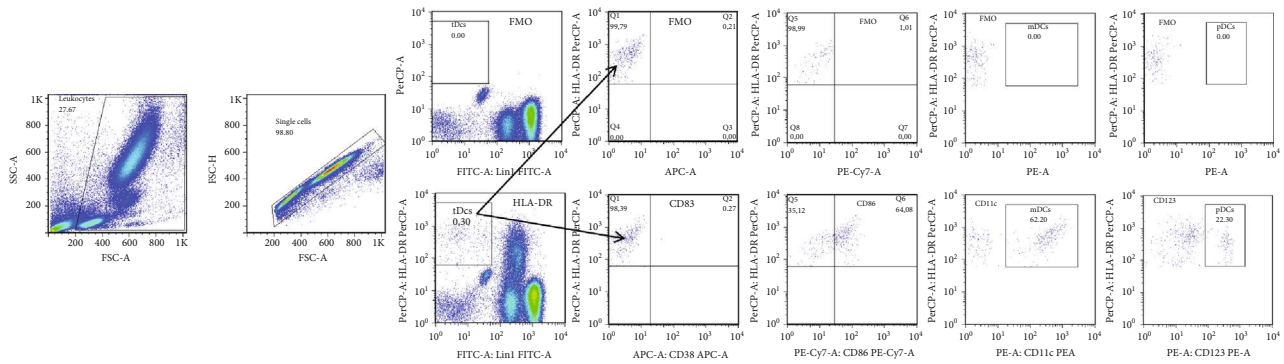 Leukocytes
27.67
1K
800
600
400
200
SSC-A
200 400 600 800 1K
FSC-A
Single cells
98.80
1K
800
600
400
200
FSC-H
200 400 600 800 1K
FSC-A
FMO
tDcs
0.00
10⁴
10³
10²
10¹
10⁰
PerCP-A
10⁰ 10¹ 10² 10³ 10⁴
FITC-A: Lin1 FITC-A
Q1
99,79
FMO
Q2
0,21
Q4
0,00
Q3
0,00
10⁴
10³
10²
10¹
10⁰
PerCP-A: HLA-DR PerCP-A
10⁰ 10¹ 10² 10³ 10⁴
APC-A
Q5
98,99
FMO
Q6
1,01
Q8
0,00
Q7
0,00
10⁴
10³
10²
10¹
10⁰
PerCP-A: HLA-DR PerCP-A
10⁰ 10¹ 10² 10³ 10⁴
PE-Cy7-A
FMO
mDCs
0.00
10⁴
10³
10²
10¹
10⁰
PerCP-A: HLA-DR PerCP-A
10⁰ 10¹ 10² 10³ 10⁴
PE-A
FMO
pDCs
0.00
10⁴
10³
10²
10¹
10⁰
PerCP-A: HLA-DR PerCP-A
10⁰ 10¹ 10² 10³ 10⁴
PE-A
HLA-DR
tDcs
0.30
10⁴
10³
10²
10¹
10⁰
PerCP-A: HLA-DR PerCP-A
10⁰ 10¹ 10² 10³ 10⁴
FITC-A: Lin1 FITC-A
Q1
98,39
CD83
Q2
0.27
10⁴
10³
10²
10¹
10⁰
PerCP-A: HLA-DR PerCP-A
10⁰ 10¹ 10² 10³ 10⁴
APC-A: CD38 APC-A
Q5
35,12
CD86
Q6
64,08
10⁴
10³
10²
10¹
10⁰
PerCP-A: HLA-DR PerCP-A
10⁰ 10¹ 10² 10³ 10⁴
PE-Cy7-A: CD86 PE-Cy7-A
CD11c
mDCs
62.20
10⁴
10³
10²
10¹
10⁰
PerCP-A: HLA-DR PerCP-A
10⁰ 10¹ 10² 10³ 10⁴
PE-A: CD11c PEA
CD123
pDCs
22.30
10⁴
10³
10²
10¹
10⁰
PerCP-A: HLA-DR PerCP-A
10⁰ 10¹ 10² 10³ 10⁴
PE-A: CD123 PE-A